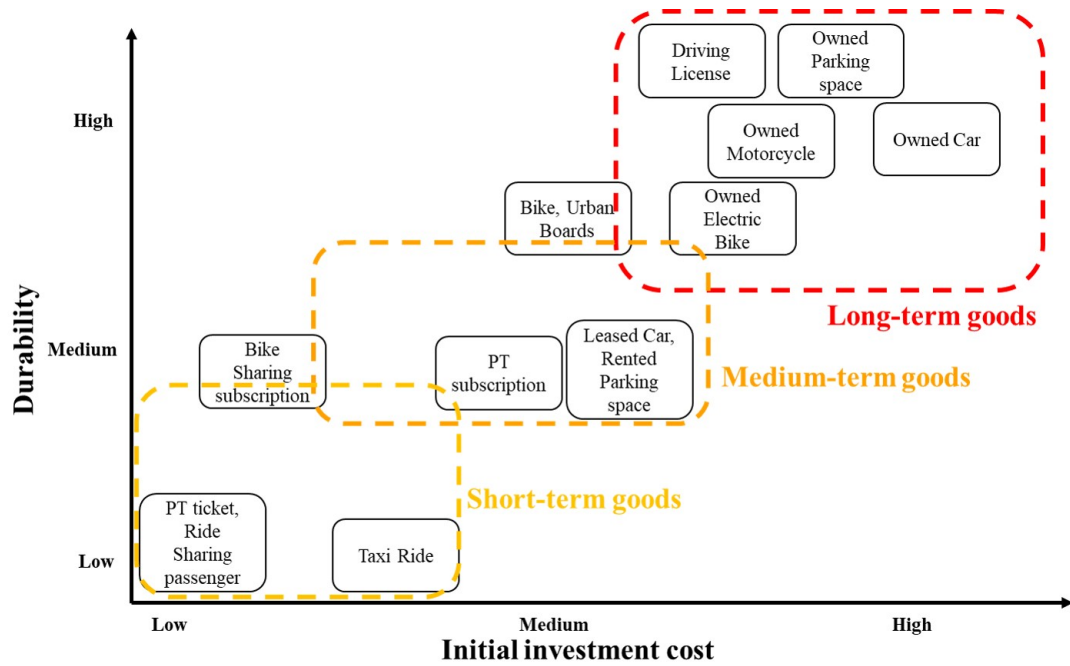 Driving
License
Owned
Parking
space
High
Owned
Motorcycle
Owned Car
Bike, Urban
Boards
Owned
Electric
Bike
Long-term goods
Durability
Medium
Bike
Sharing
subscription
PT
subscription
Leased Car,
Rented
Parking
space
Medium-term goods
Short-term goods
PT ticket,
Ride
Sharing
passenger
Taxi Ride
Low
Low
Medium
High
Initial investment cost